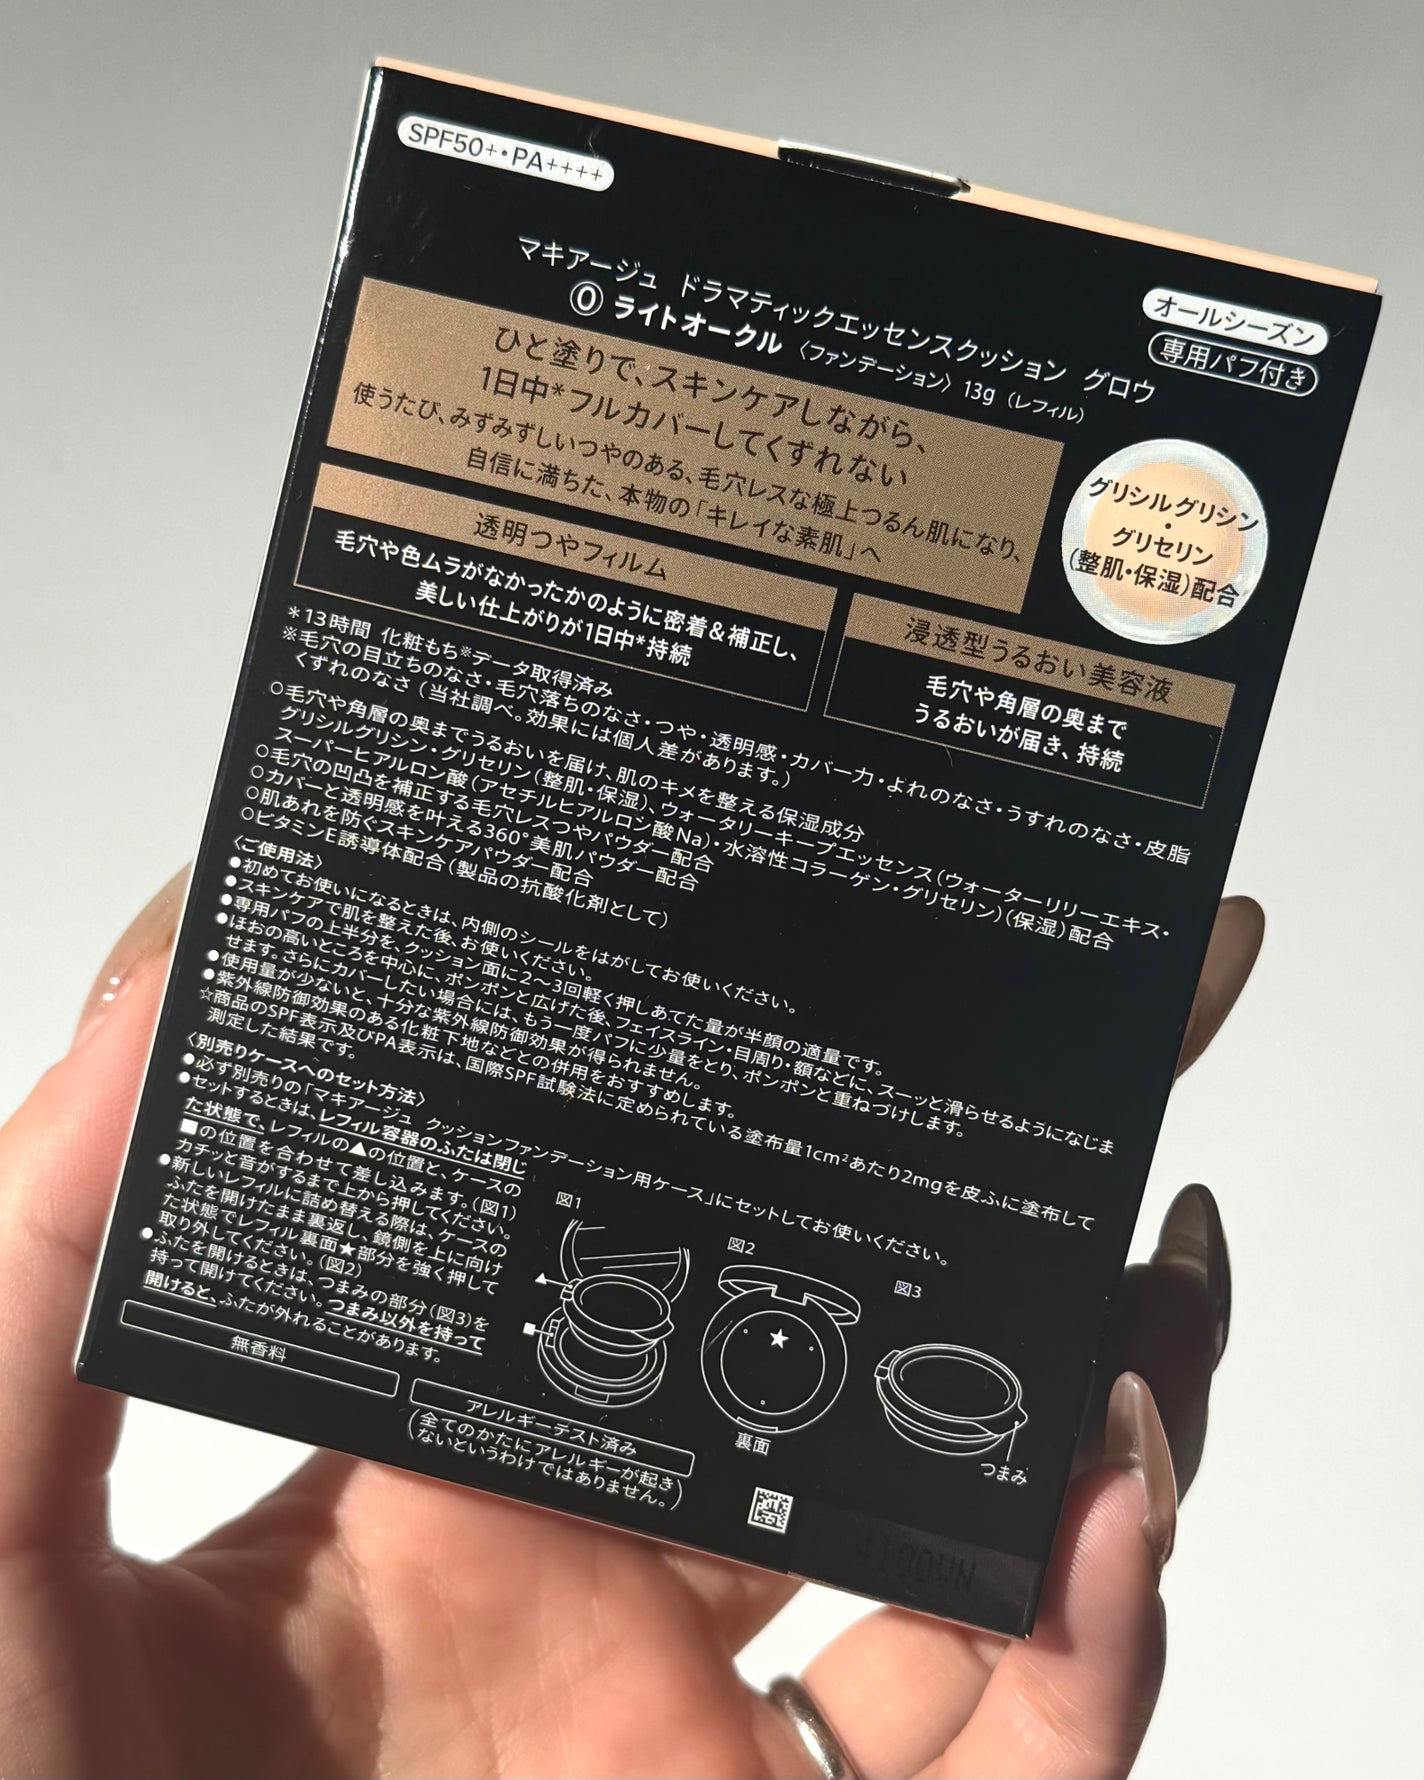 SPF50+・PA++++
マキアージュ ドラマティックエッセンスクッション グロウ
⓪ ライトオークル 〈ファンデーション〉 13g （レフィル）
オールシーズン
専用パフ付き
ひと塗りで、スキンケアしながら、
1日中*フルカバーしてくずれない
使うたび、みずみずしいつやのある、毛穴レスな極上つるん肌になり、
自信に満ちた、本物の「キレイな素肌」へ
グリシルグリシン
・
グリセリン
（整肌・保湿）配合
透明つやフィルム
毛穴や色ムラがなかったかのように密着＆補正し、
美しい仕上がりが1日中*持続
浸透型うるおい美容液
毛穴や角層の奥まで
うるおいが届き、持続
*13時間 化粧もち※データ取得済み
※毛穴の目立ちのなさ・毛穴落ちのなさ・つや・透明感・カバー力・よれのなさ・うすれのなさ・皮脂
くずれのなさ（当社調べ。効果には個人差があります。）
○毛穴や角層の奥までうるおいを届け、肌のキメを整える保湿成分
グリシルグリシン・グリセリン（整肌・保湿）、ウォータリーキープエッセンス（ウォーターリリーエキス・
スーパーヒアルロン酸（アセチルヒアルロン酸Na）・水溶性コラーゲン・グリセリン）（保湿）配合
○毛穴の凹凸を補正する毛穴レスつやパウダー配合
○カバーと透明感を叶える360°美肌パウダー配合
○肌あれを防ぐスキンケアパウダー配合
○ビタミンE誘導体配合（製品の抗酸化剤として）
〈ご使用法〉
●初めてお使いになるときは、内側のシールをはがしてお使いください。
●スキンケアで肌を整えた後、お使いください。
●専用パフの上半分を、クッション面に2～3回軽く押しあてた量が半顔の適量です。
●ほおの高いところを中心に、ポンポンと広げた後、フェイスライン・目周り・額などに、スーッと滑らせるようになじま
せます。さらにカバーしたい場合には、もう一度パフに少量をとり、ポンポンと重ねづけします。
●使用量が少ないと、十分な紫外線防御効果が得られません。
●紫外線防御効果のある化粧下地などとの併用をおすすめします。
☆商品のSPF表示及びPA表示は、国際SPF試験法に定められている塗布量1cm²あたり2mgを皮ふに塗布して
測定した結果です。
〈別売りケースへのセット方法〉
●必ず別売りの「マキアージュ クッションファンデーション用ケース」にセットしてお使いください。
●セットするときは、レフィル容器のふたは閉じ
た状態で、レフィルの▲の位置と、ケースの
■の位置を合わせて差し込みます。（図1）
カチッと音がするまで上から押してください。
●新しいレフィルに詰め替える際は、ケースの
ふたを開けたまま裏返し、鏡側を上に向け
た状態でレフィル裏面★部分を強く押して
取り外してください。（図2）
●ふたを開けるときは、つまみの部分（図3）を
持って開けてください。つまみ以外を持って
開けると、ふたが外れることがあります。
図1
▲
■
図2
★
裏面
図3
つまみ
無香料
アレルギーテスト済み
（全てのかたにアレルギーが起き
ないというわけではありません。）